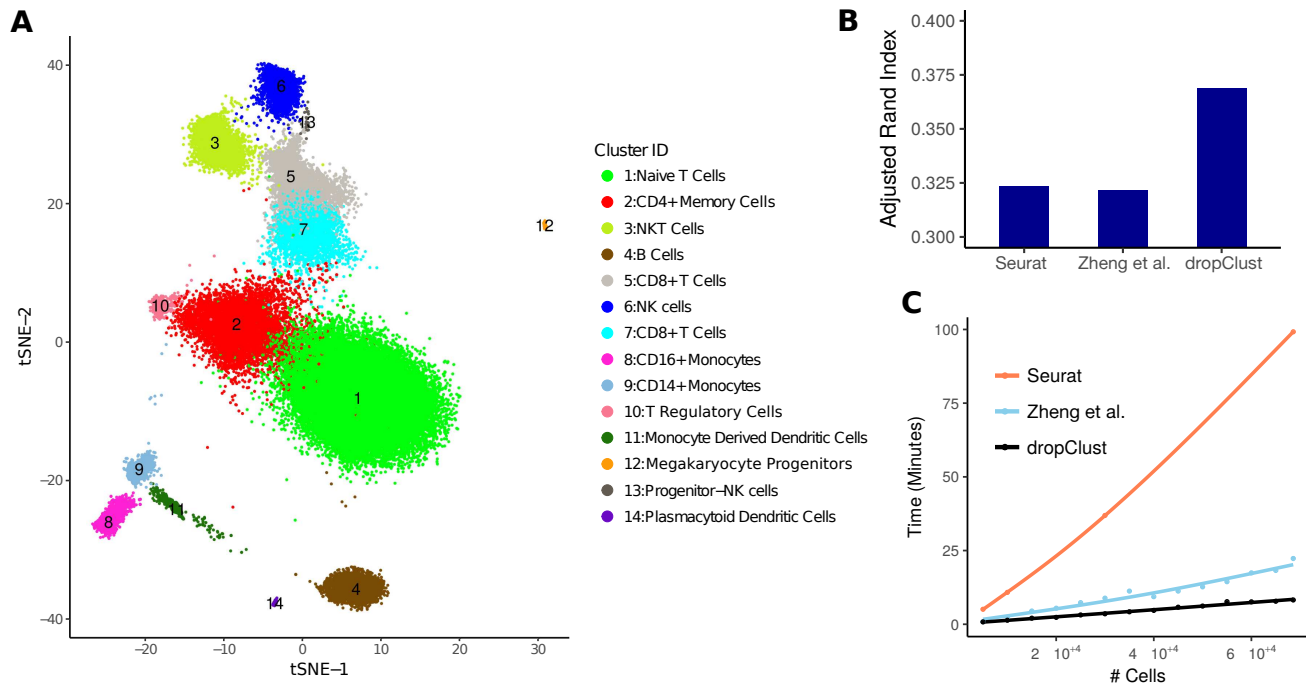 A
40
20
0
−20
−40
tSNE−2
−20
−10
0
10
20
30
tSNE−1
6
13
3
5
7
12
10
2
1
9
11
8
4
14
Cluster ID
1:Naive T Cells
2:CD4+Memory Cells
3:NKT Cells
4:B Cells
5:CD8+T Cells
6:NK cells
7:CD8+T Cells
8:CD16+Monocytes
9:CD14+Monocytes
10:T Regulatory Cells
11:Monocyte Derived Dendritic Cells
12:Megakaryocyte Progenitors
13:Progenitor−NK cells
14:Plasmacytoid Dendritic Cells
B
Adjusted Rand Index
0.400
0.375
0.350
0.325
0.300
Seurat
Zheng et al.
dropClust
C
Time (Minutes)
100
75
50
25
0
Seurat
Zheng et al.
dropClust
2 10+4
4 10+4
6 10+4
# Cells